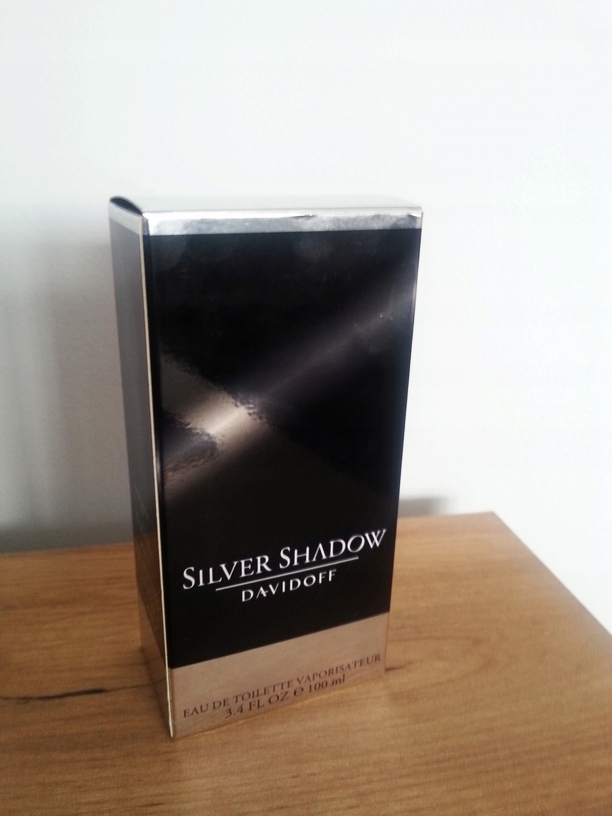 SILVER SHADOW
DAVIDOFF
EAU DE TOILETTE VAPORISATEUR
3.4 FL. OZ ℮ 100 ml